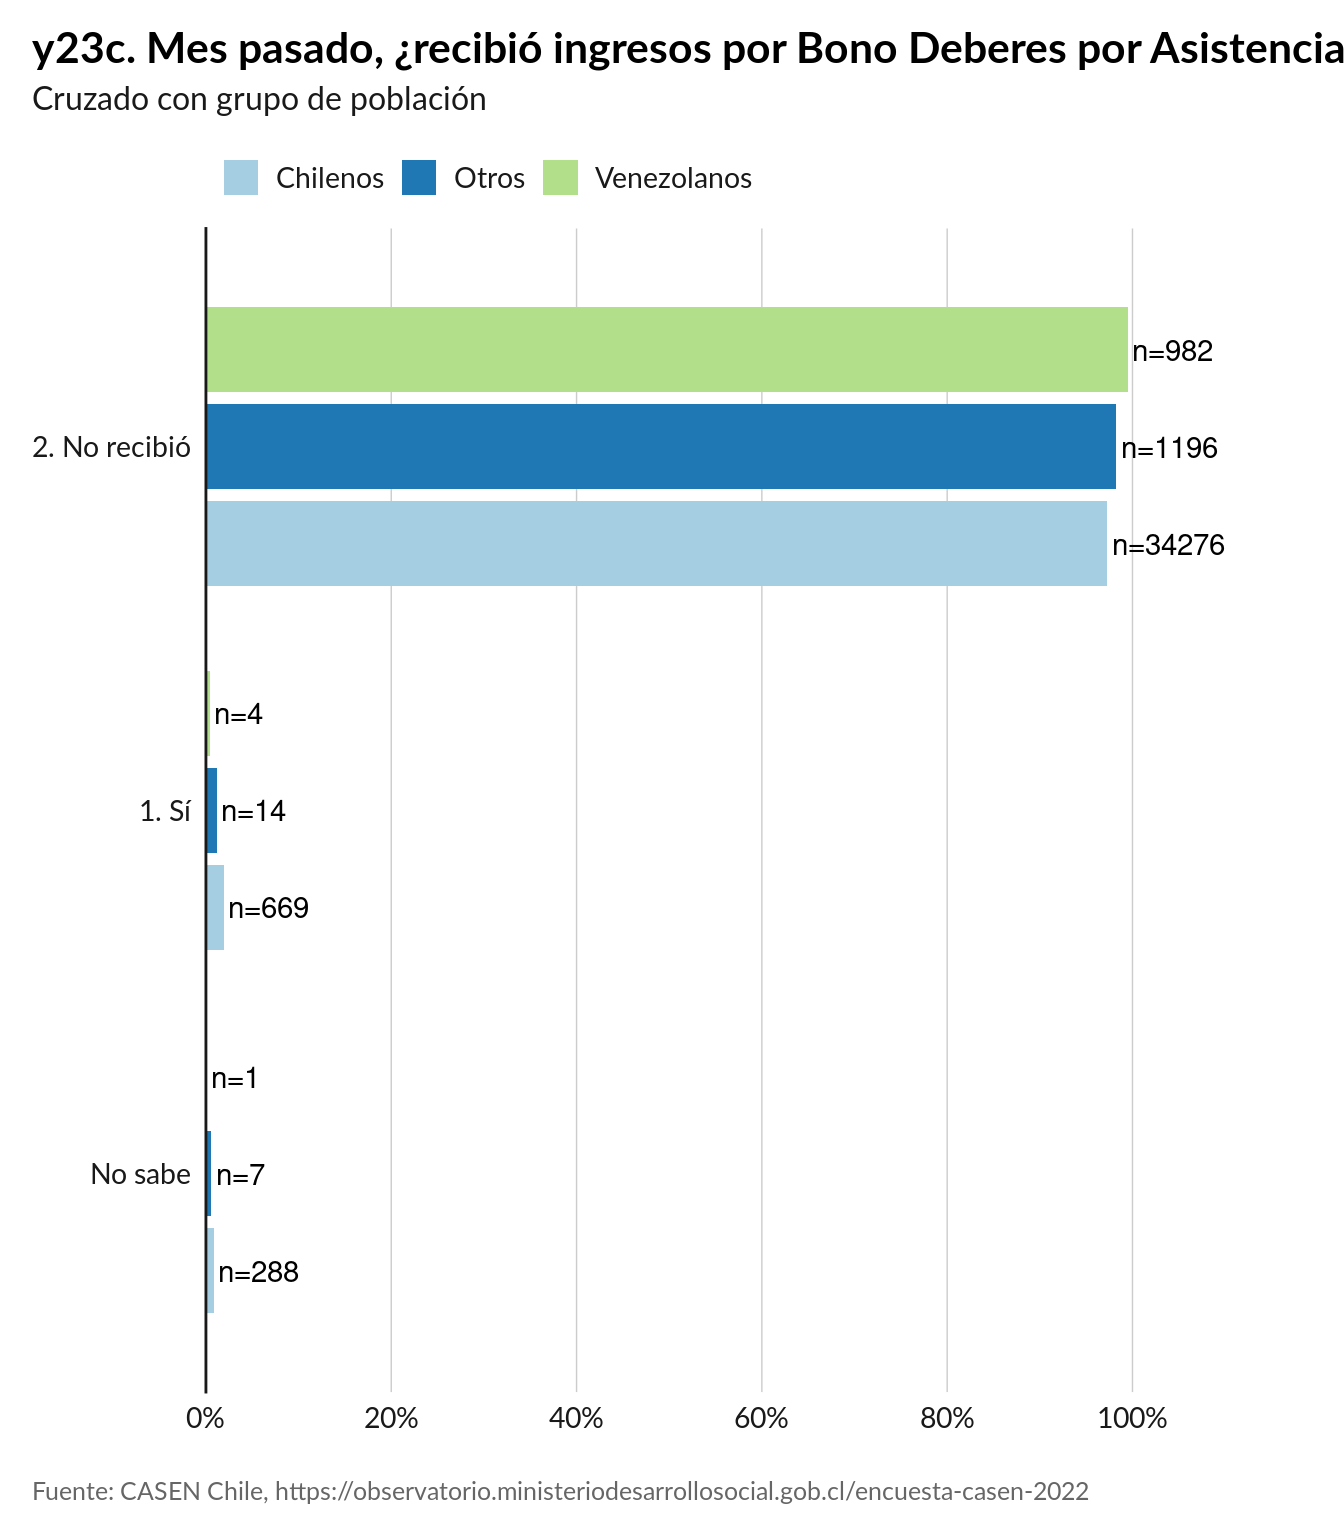 y23c. Mes pasado, ¿recibió ingresos por Bono Deberes por Asistencia
Cruzado con grupo de población
Chilenos Otros Venezolanos
n=982
2. No recibió n=1196
n=34276
n=4
1. Sí n=14
n=669
n=1
No sabe n=7
n=288
0% 20% 40% 60% 80% 100%
Fuente: CASEN Chile, https://observatorio.ministeriodesarrollosocial.gob.cl/encuesta-casen-2022